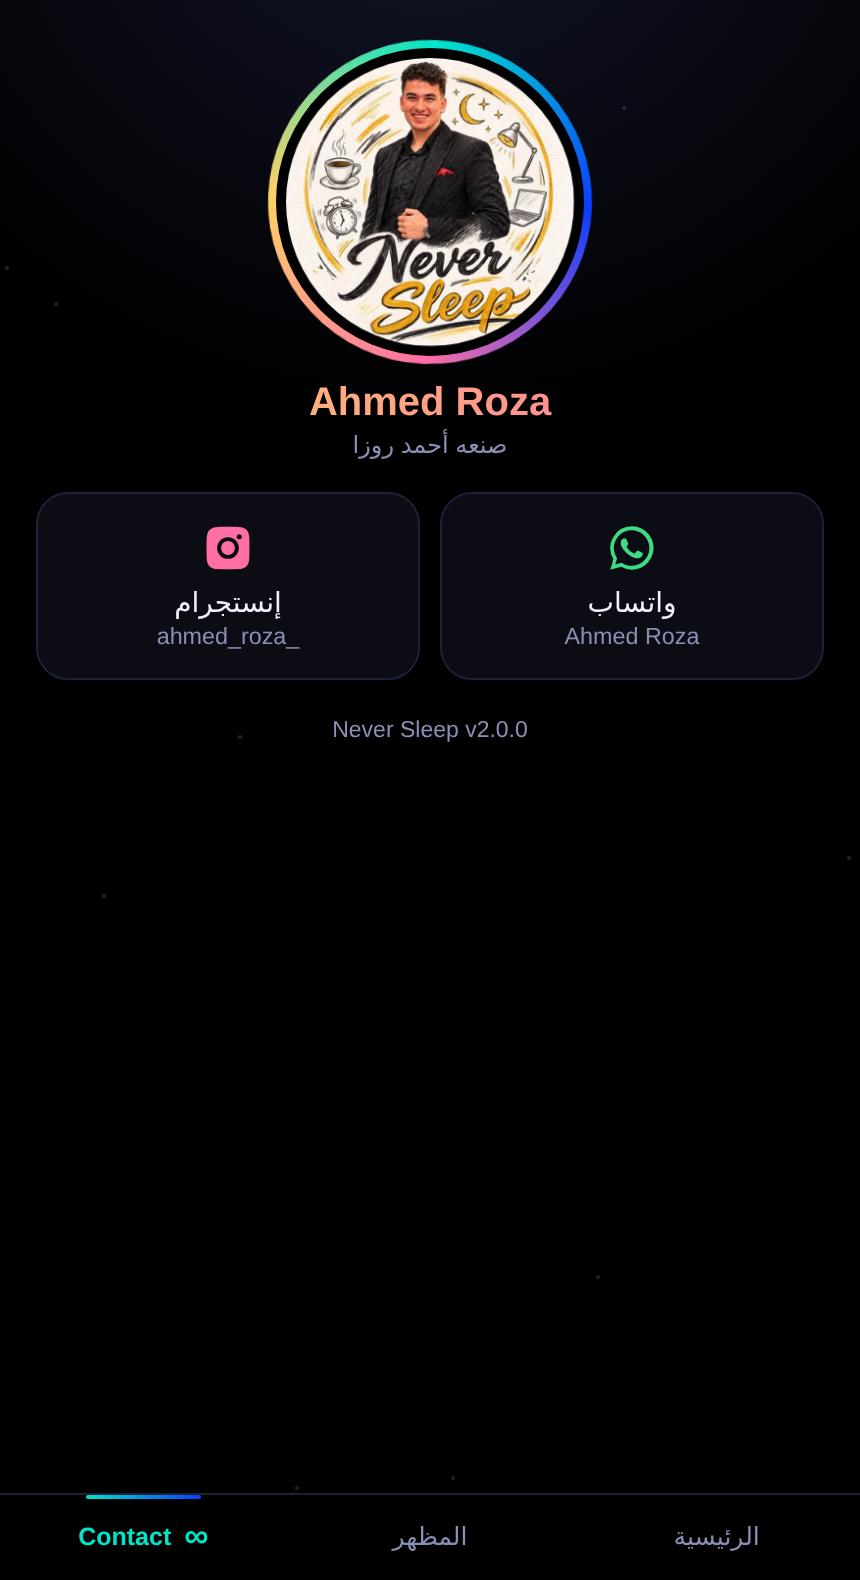 Never
Sleep
Ahmed Roza
صنعه أحمد روزا
واتساب
Ahmed Roza
إنستجرام
ahmed_roza_
Never Sleep v2.0.0
الرئيسية
المظهر
Contact ∞